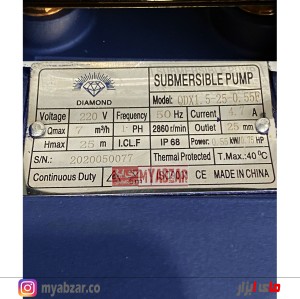 DIAMOND
SUBMERSIBLE PUMP
Model: QDX1.5-25-0.55F
Voltage 220 V Frequency 50 Hz Current A
Qmax 7 m³/h 1 PH 2860 r/min Outlet 25 mm
Hmax 25 m I.CL.F IP 68 Power: 0.55 KW/0.75 HP
S/N.: 2020050077 Thermal Protected T.Max.:40°C
Continuous Duty CE MADE IN CHINA
MYABZAR
myabzar.co
مای ابزار